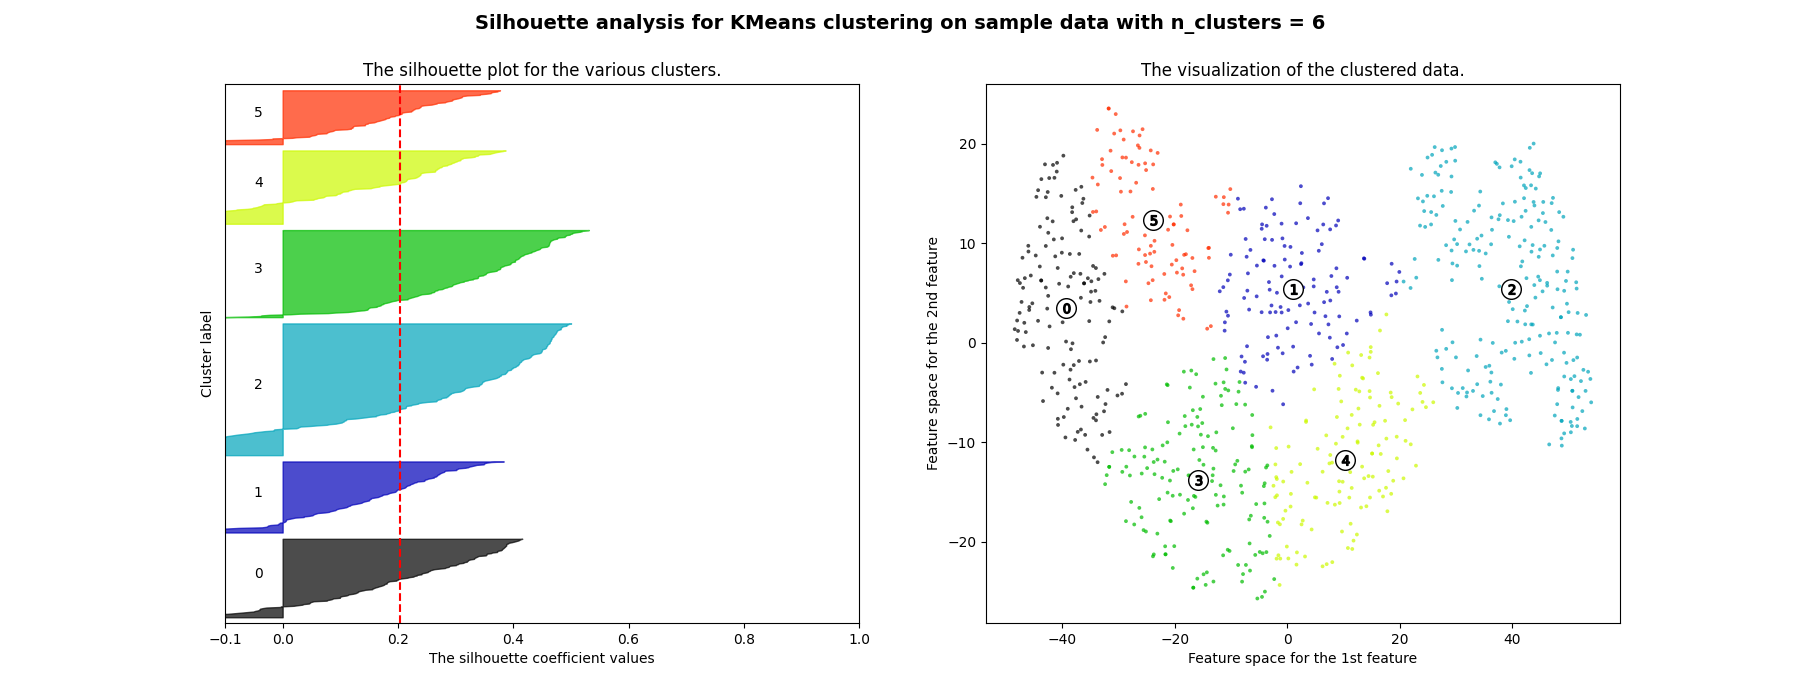 Silhouette analysis for KMeans clustering on sample data with n_clusters = 6
The silhouette plot for the various clusters.
5
4
3
2
1
0
Cluster label
−0.1 0.0 0.2 0.4 0.6 0.8 1.0
The silhouette coefficient values
The visualization of the clustered data.
20
10
0
−10
−20
Feature space for the 2nd feature
5
1
2
0
4
3
−40 −20 0 20 40
Feature space for the 1st feature